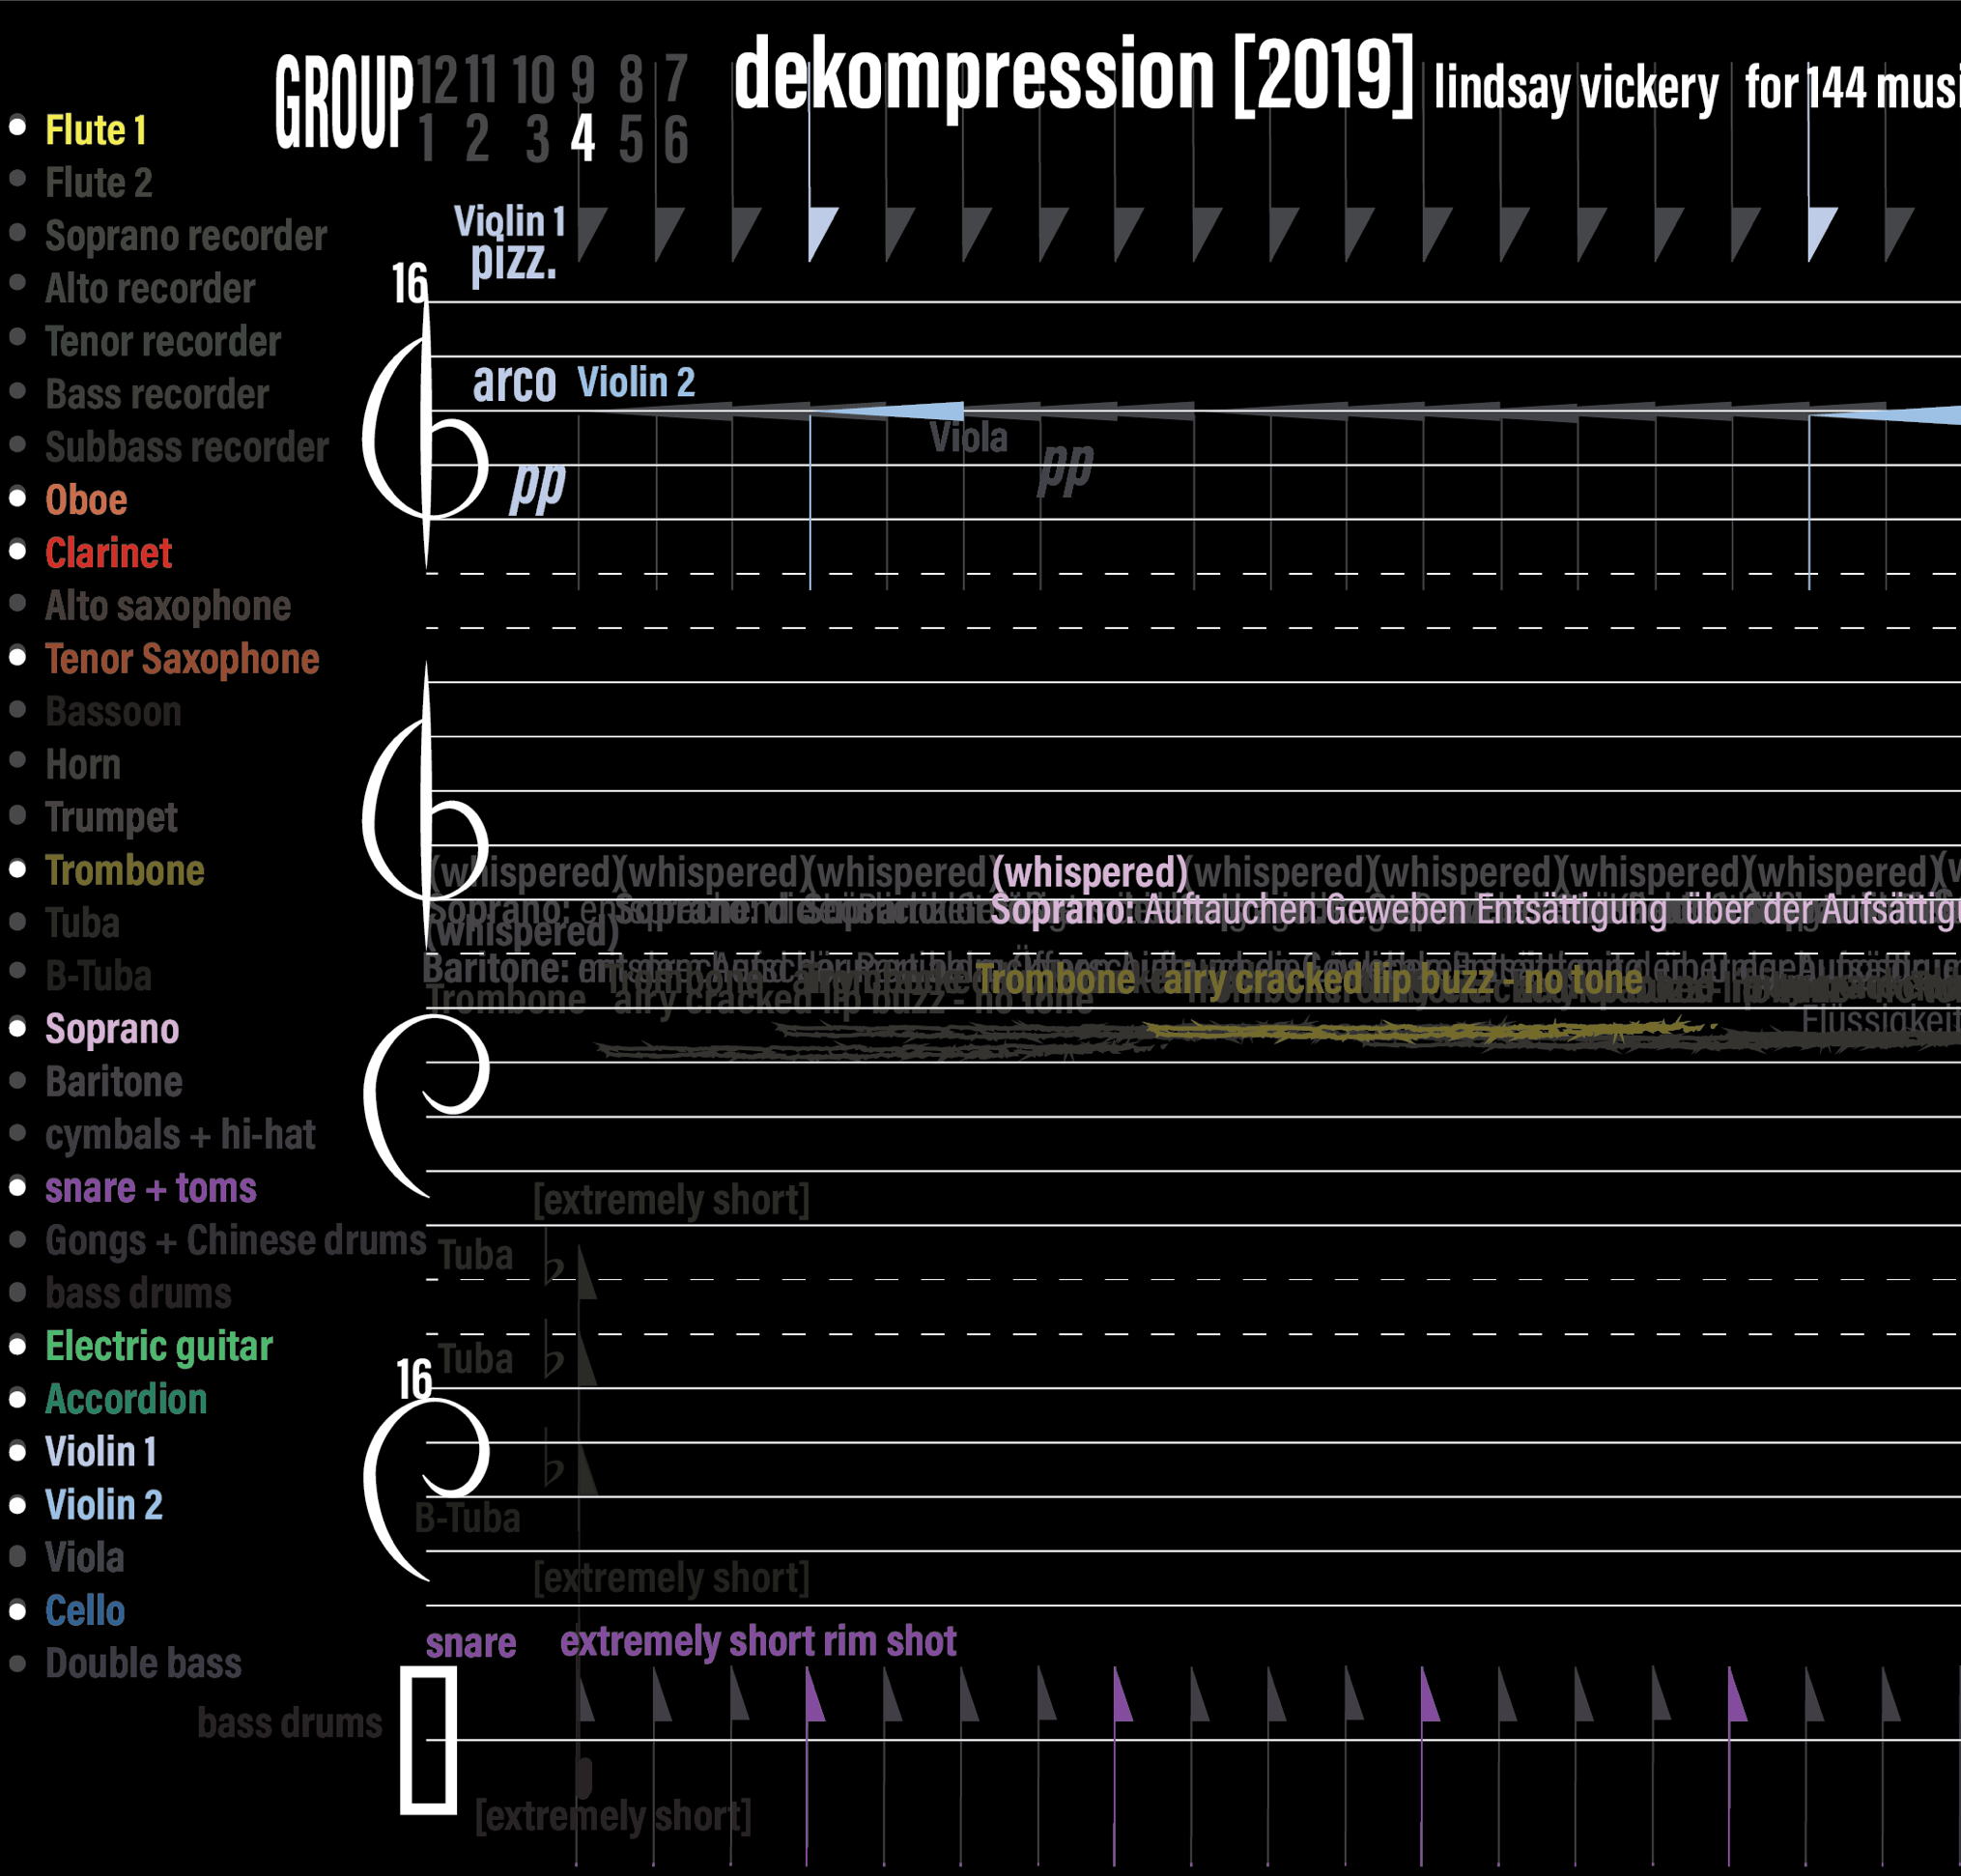 GROUP 12 11 10 9 8 7
1 2 3 4 5 6
dekompression [2019] lindsay vickery for 144 musi
Flute 1
Flute 2
Soprano recorder
Alto recorder
Tenor recorder
Bass recorder
Subbass recorder
Oboe
Clarinet
Alto saxophone
Tenor Saxophone
Bassoon
Horn
Trumpet
Trombone
Tuba
B-Tuba
Soprano
Baritone
cymbals + hi-hat
snare + toms
Gongs + Chinese drums
bass drums
Electric guitar
Accordion
Violin 1
Violin 2
Viola
Cello
Double bass
Violin 1
pizz.
16
arco Violin 2
Viola
pp pp
(whispered)(whispered)(whispered)(whispered)(whispered)(whispered)(whispered)(whispered)(w
Soprano: Soprano: Auftauchen Geweben Entsättigung über der Aufsättigu
(whispered)
Baritone:
Trombone airy cracked lip buzz - no tone
Trombone airy cracked lip buzz - no tone
Flüssigkeit
[extremely short]
Tuba
Tuba
16
B-Tuba
[extremely short]
snare extremely short rim shot
bass drums
[extremely short]